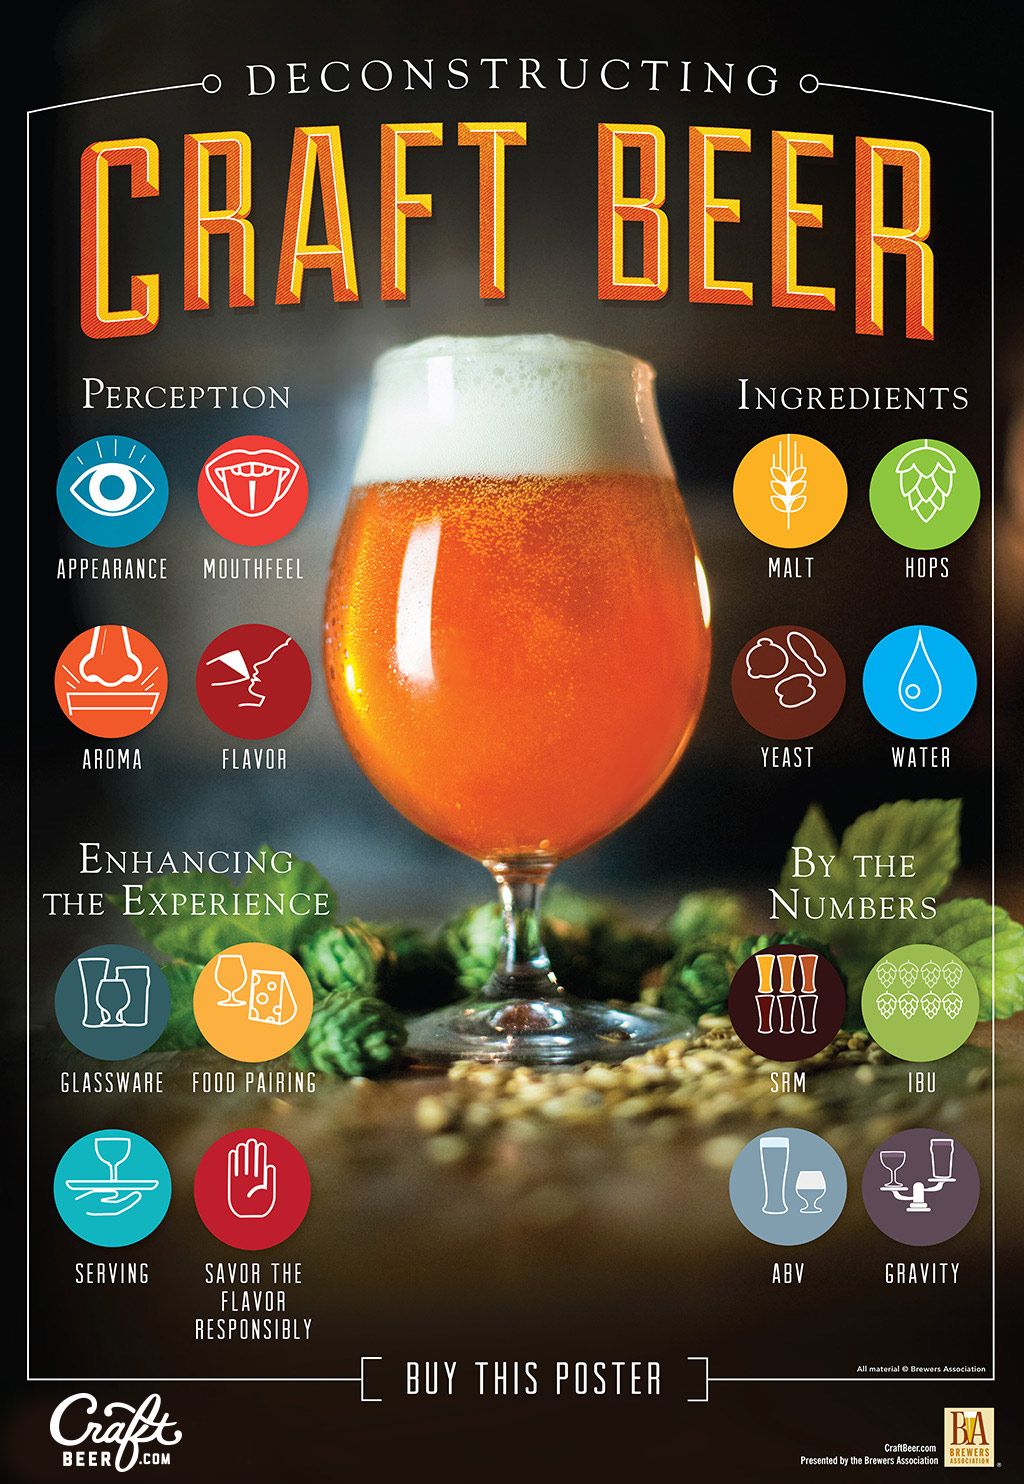 DECONSTRUCTING
CRAFT BEER
PERCEPTION
APPEARANCE
MOUTHFEEL
AROMA
FLAVOR
INGREDIENTS
MALT
HOPS
YEAST
WATER
ENHANCING
THE EXPERIENCE
GLASSWARE
FOOD PAIRING
SERVING
SAVOR THE
FLAVOR
RESPONSIBLY
BY THE
NUMBERS
SRM
IBU
ABV
GRAVITY
All material © Brewers Association
BUY THIS POSTER
Craft
BEER.COM
CraftBeer.com
Presented by the Brewers Association
BA
BREWERS
ASSOCIATION
®